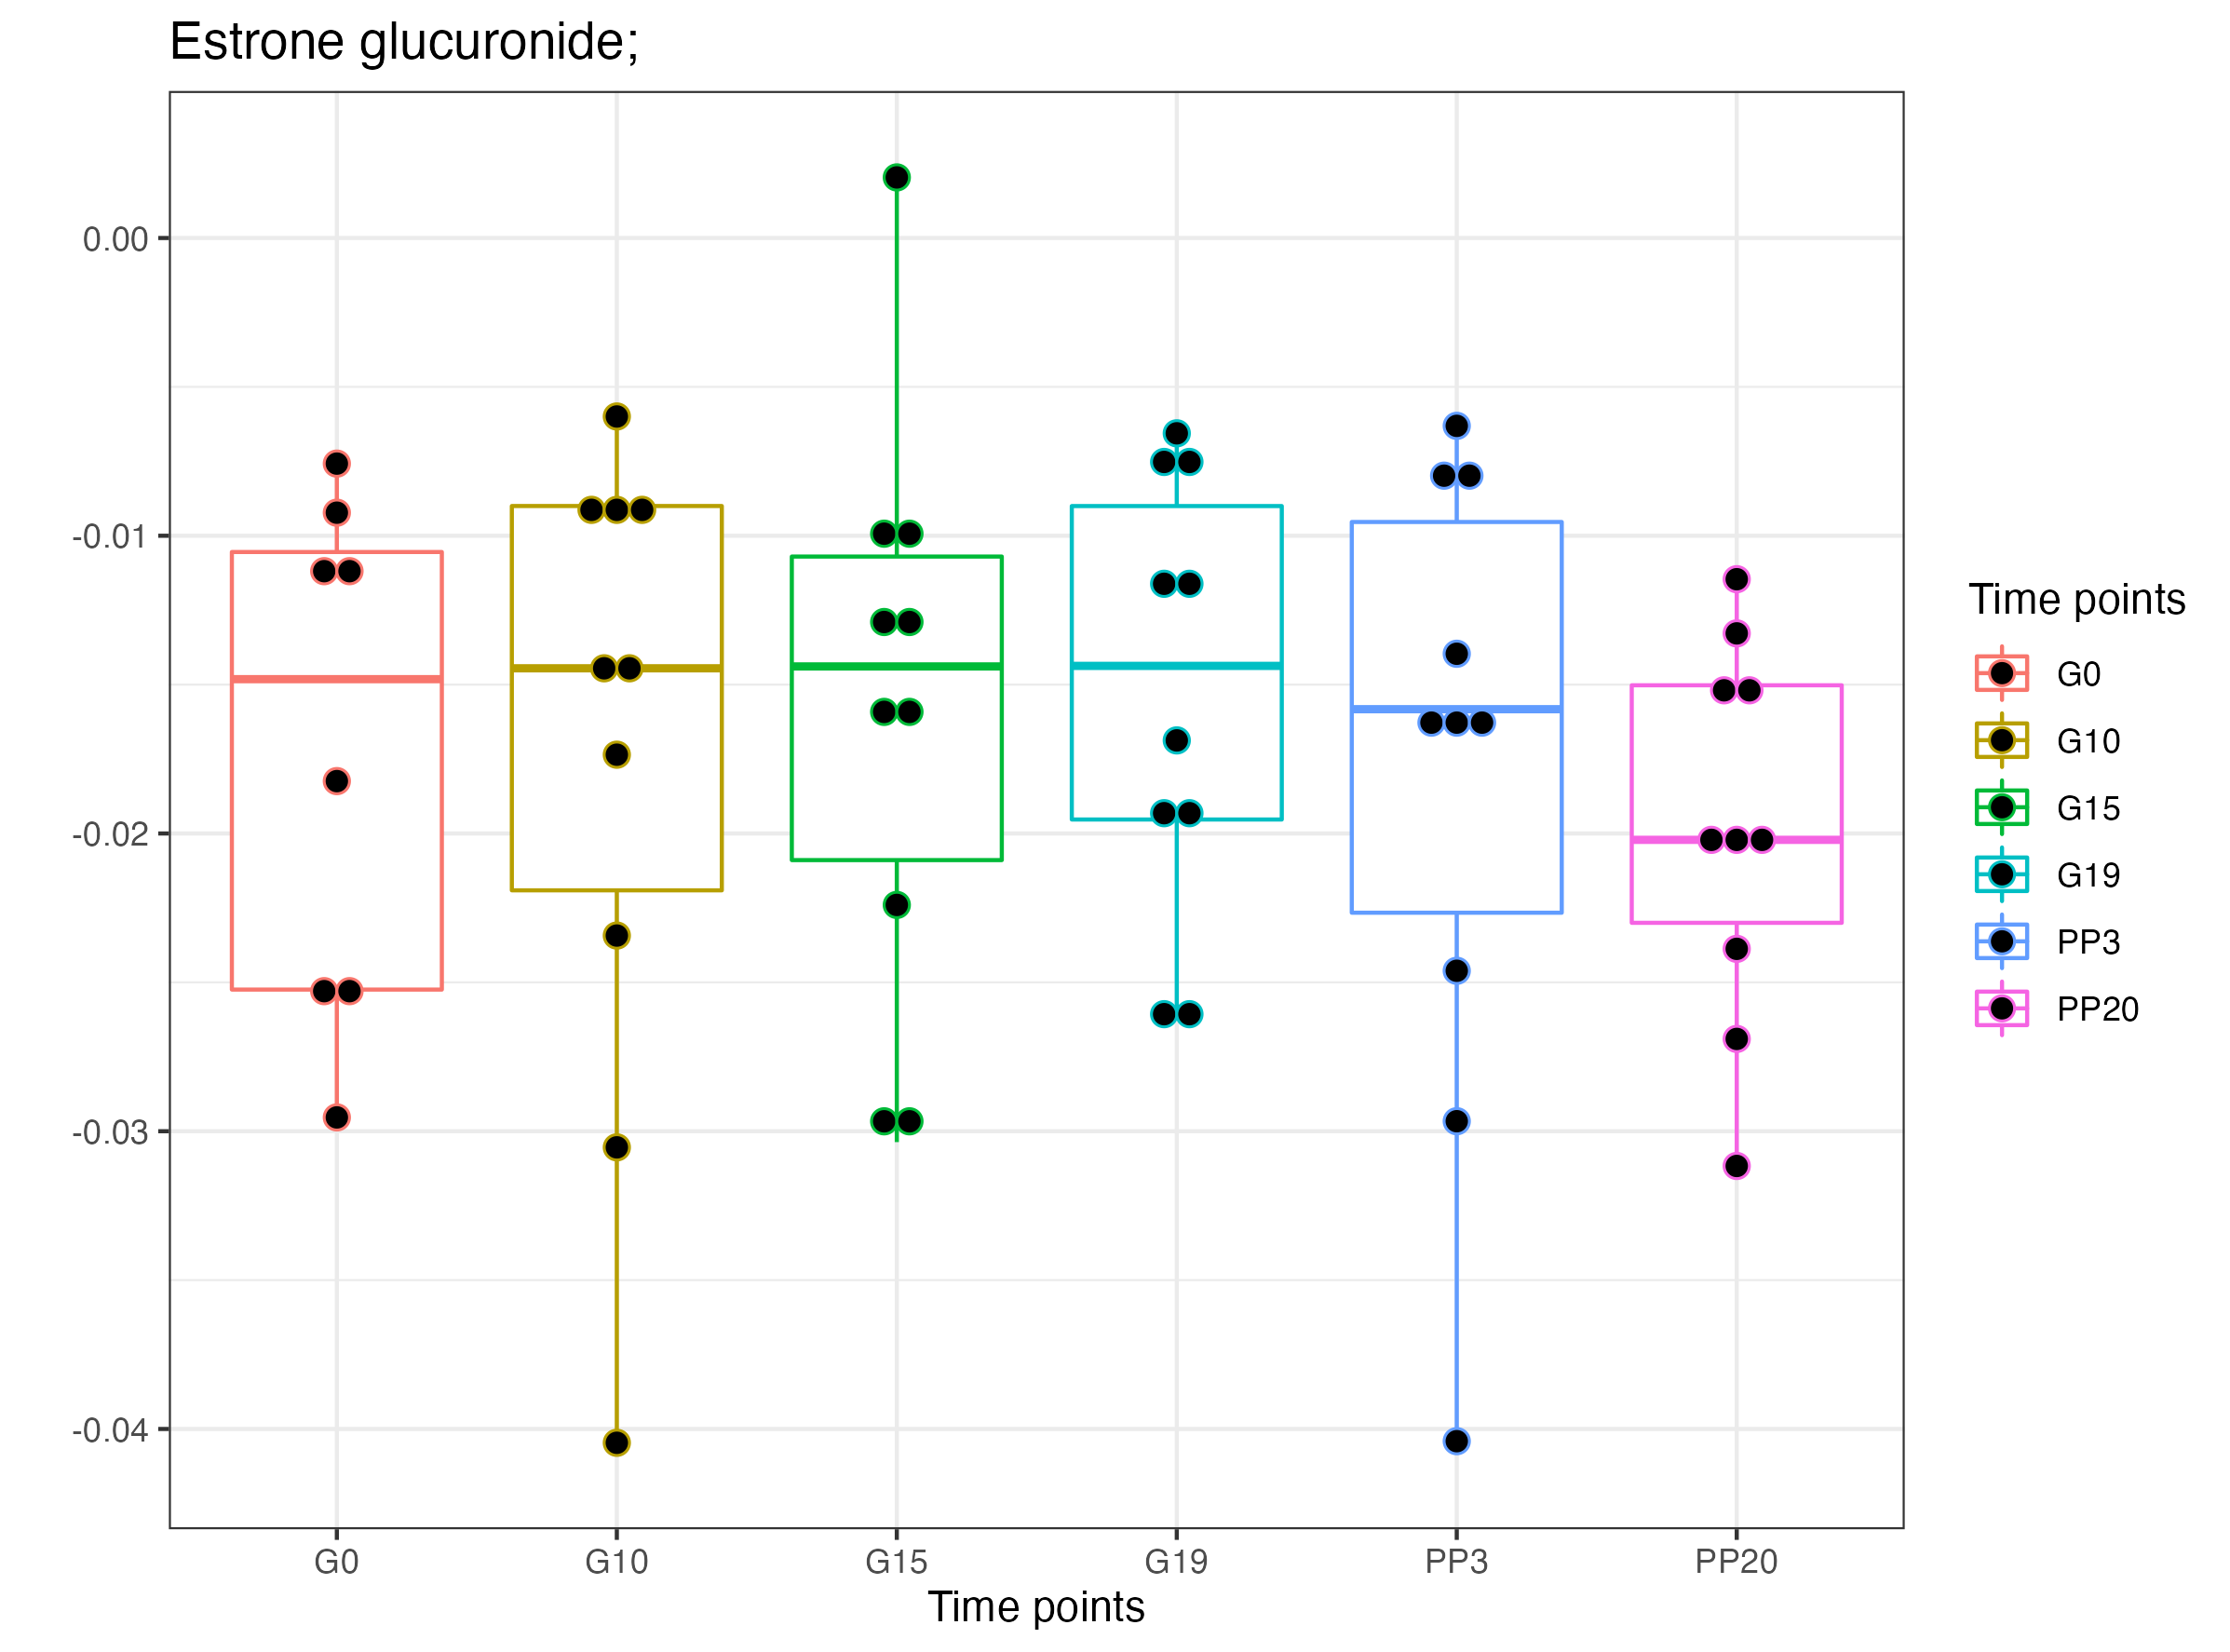 Estrone glucuronide;
0.00
-0.01
-0.02
-0.03
-0.04
G0 G10 G15 G19 PP3 PP20
Time points
Time points
G0
G10
G15
G19
PP3
PP20